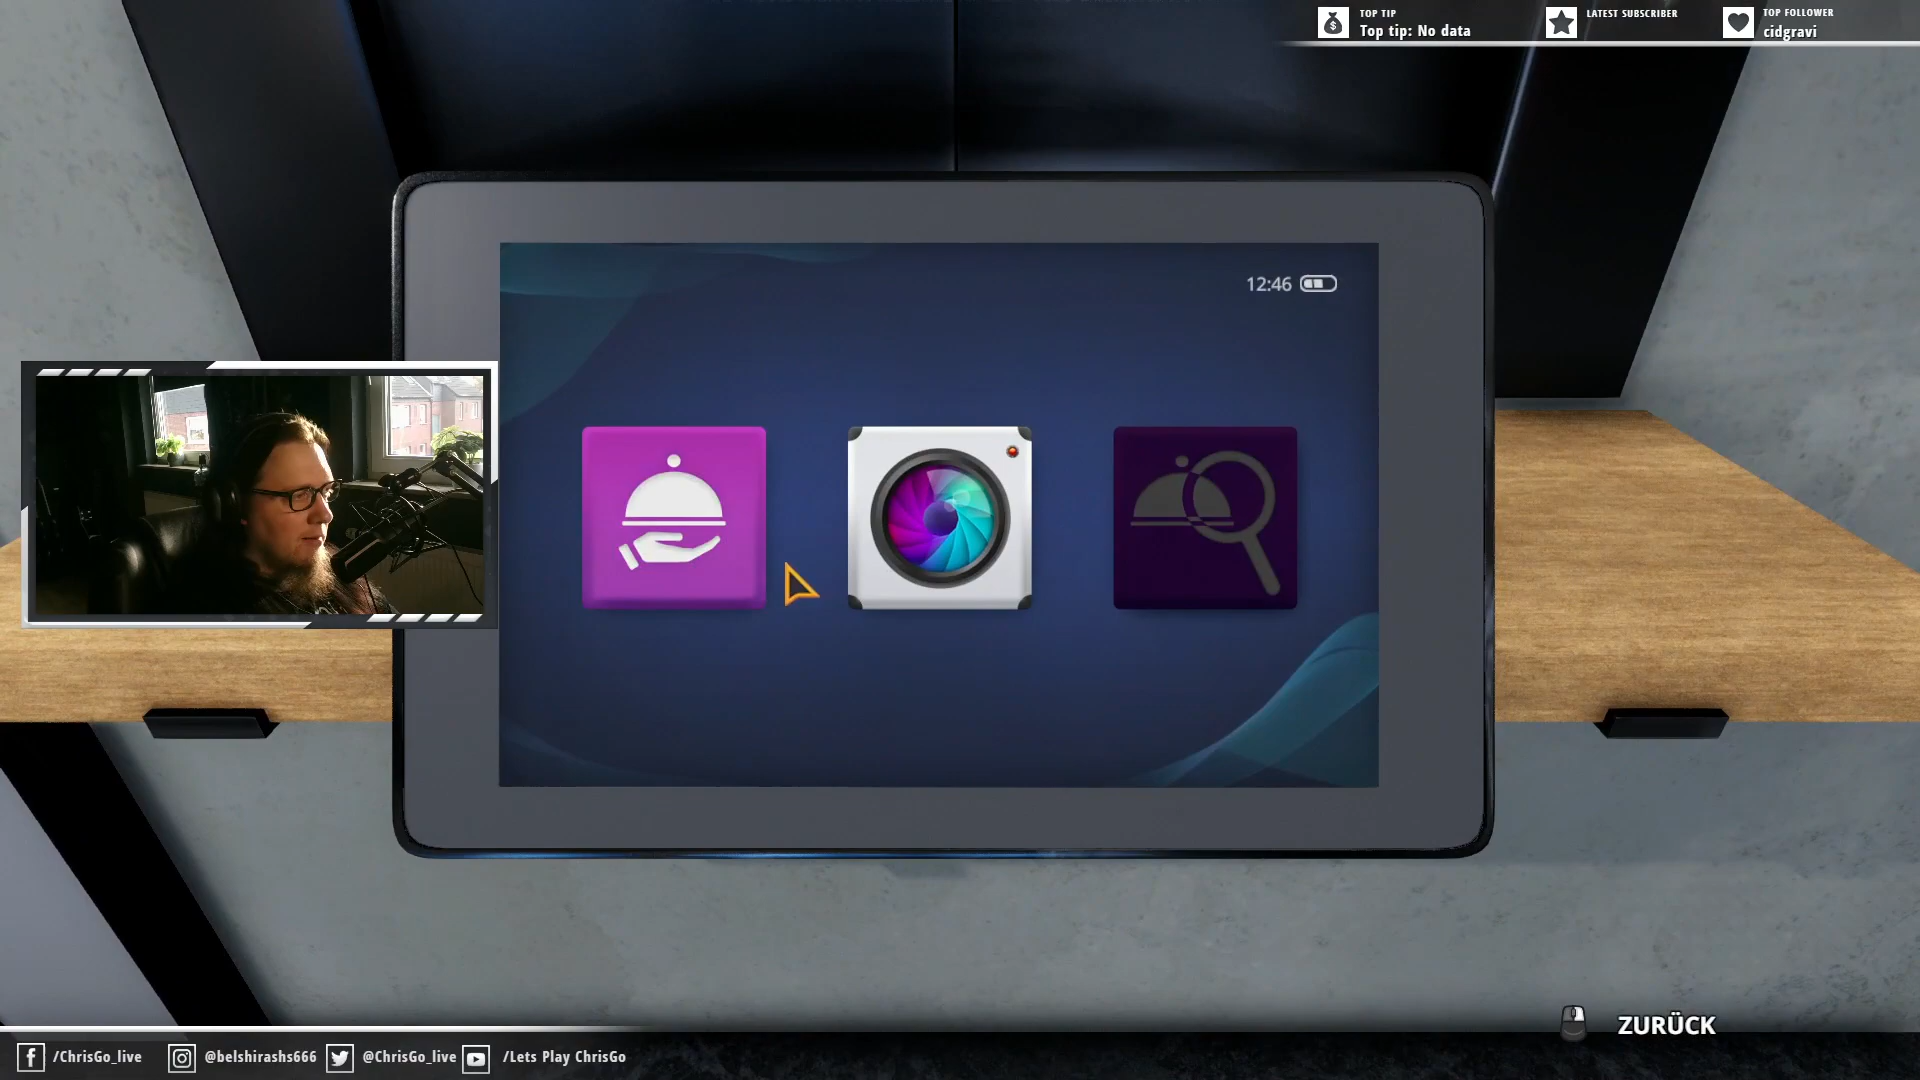 TOP TIP
Top tip: No data
LATEST SUBSCRIBER
TOP FOLLOWER
cidgravi
12:46
ZURÜCK
/ChrisGo_live
@belshirashs666
@ChrisGo_live
/Lets Play ChrisGo